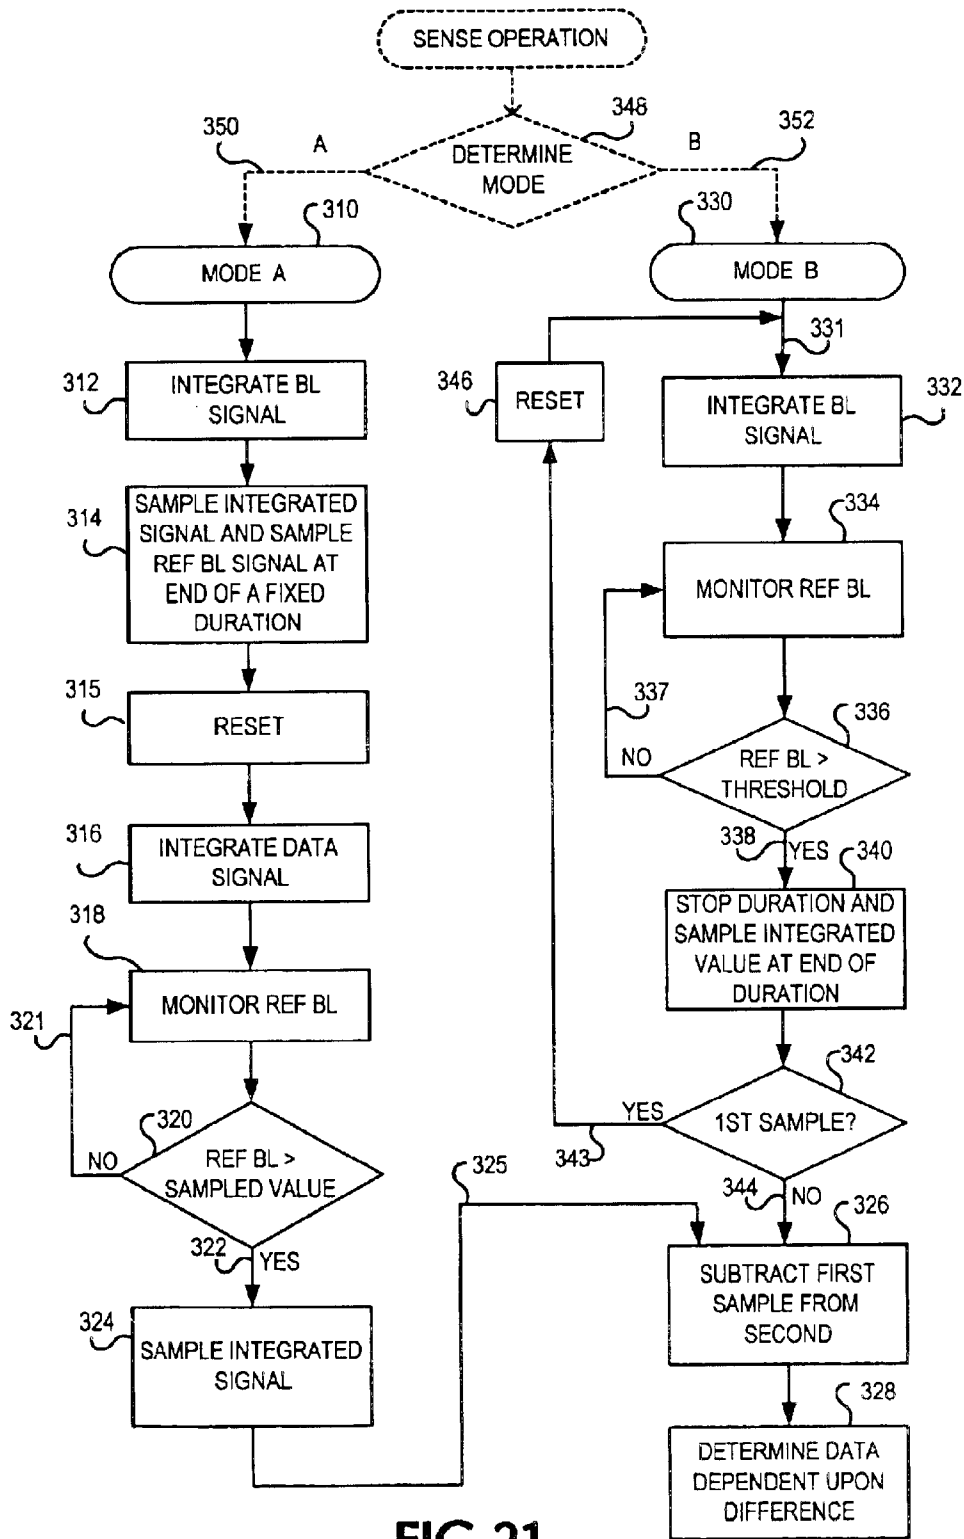 SENSE OPERATION
348
350
A
DETERMINE
MODE
B
352
310
MODE A
330
MODE B
331
312
INTEGRATE BL
SIGNAL
346
RESET
INTEGRATE BL
SIGNAL
332
314
SAMPLE INTEGRATED
SIGNAL AND SAMPLE
REF BL SIGNAL AT
END OF A FIXED
DURATION
334
MONITOR REF BL
315
RESET
337
336
NO
REF BL >
THRESHOLD
316
INTEGRATE DATA
SIGNAL
338
YES
340
STOP DURATION AND
SAMPLE INTEGRATED
VALUE AT END OF
DURATION
318
MONITOR REF BL
321
342
YES
1ST SAMPLE?
343
320
NO
REF BL >
SAMPLED VALUE
325
344
NO
326
322
YES
SUBTRACT FIRST
SAMPLE FROM
SECOND
324
SAMPLE INTEGRATED
SIGNAL
328
DETERMINE DATA
DEPENDENT UPON
DIFFERENCE
FIG. 21